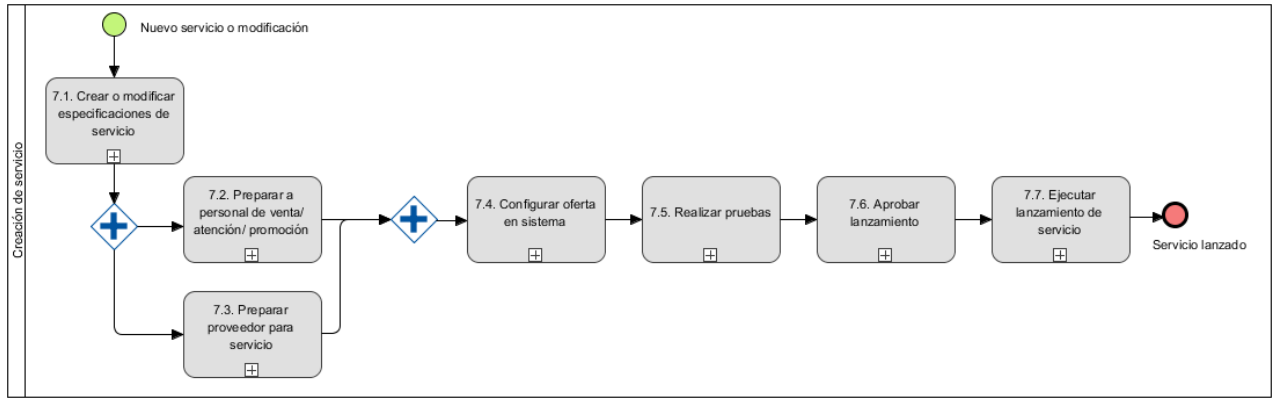 Creación de servicio
Nuevo servicio o modificación
7.1. Crear o modificar
especificaciones de
servicio
7.2. Preparar a
personal de venta/
atención/ promoción
7.3. Preparar
proveedor para
servicio
7.4. Configurar oferta
en sistema
7.5. Realizar pruebas
7.6. Aprobar
lanzamiento
7.7. Ejecutar
lanzamiento de
servicio
Servicio lanzado